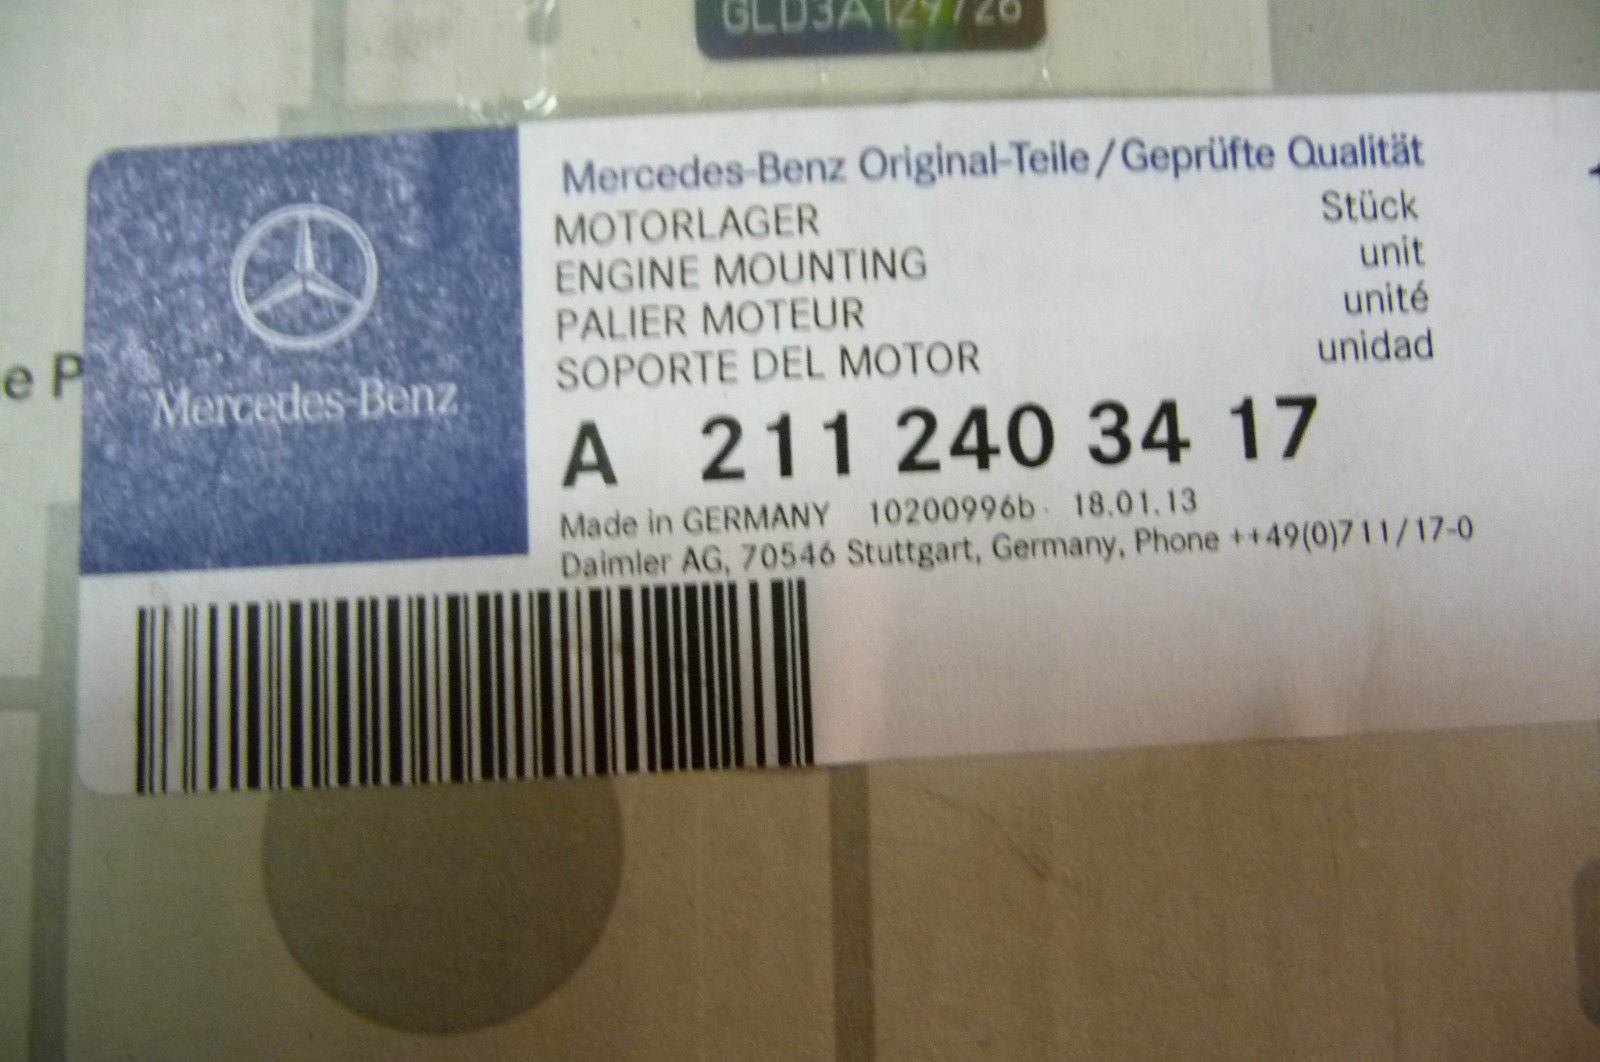 GLD3A129726
Mercedes-Benz Original-Teile/Geprüfte Qualität
MOTORLAGER Stück
ENGINE MOUNTING unit
PALIER MOTEUR unité
SOPORTE DEL MOTOR unidad
e P
Mercedes-Benz
A 211 240 34 17
Made in GERMANY 10200996b 18.01.13
Daimler AG, 70546 Stuttgart, Germany, Phone ++49(0)711/17-0